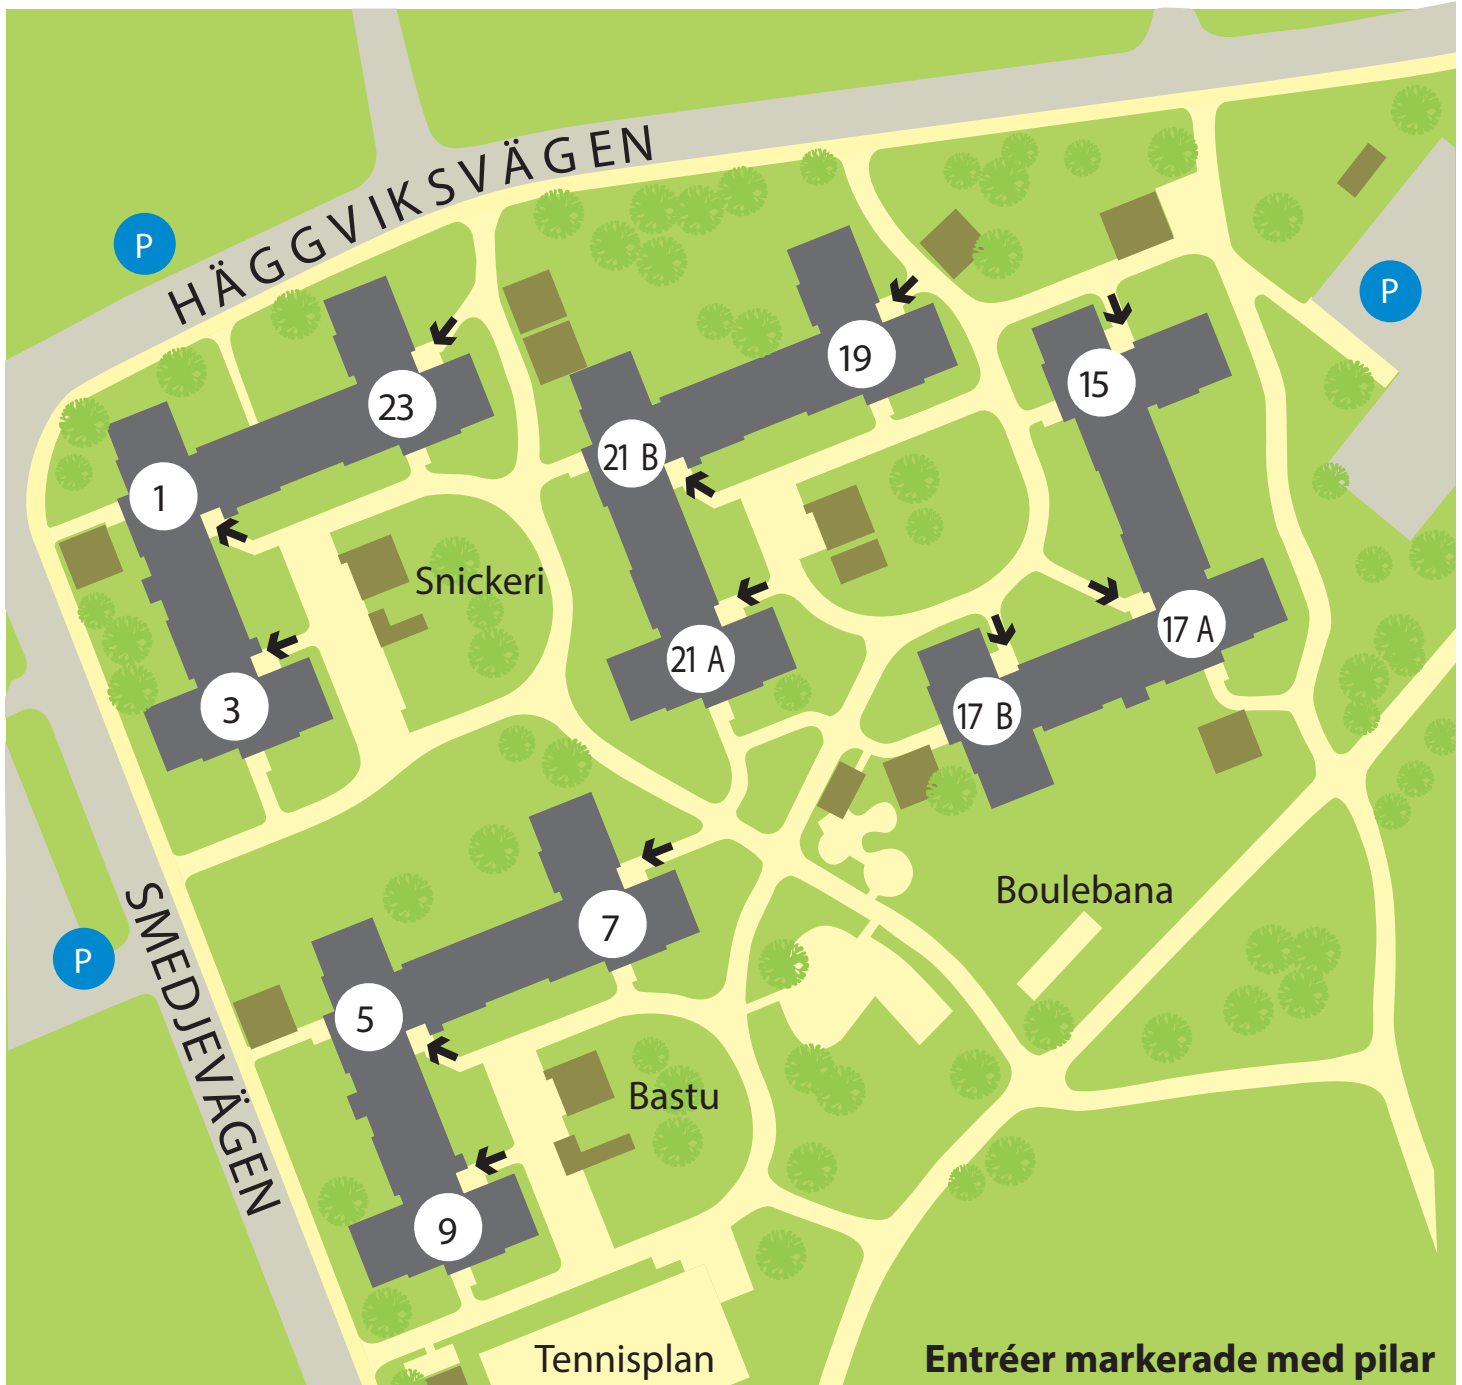 HÄGGVIKSVÄGEN
P
P
19
15
23
21 B
1
Snickeri
17 A
21 A
3
17 B
Boulebana
SMEDJEVÄGEN
7
P
5
Bastu
9
Tennisplan
Entréer markerade med pilar